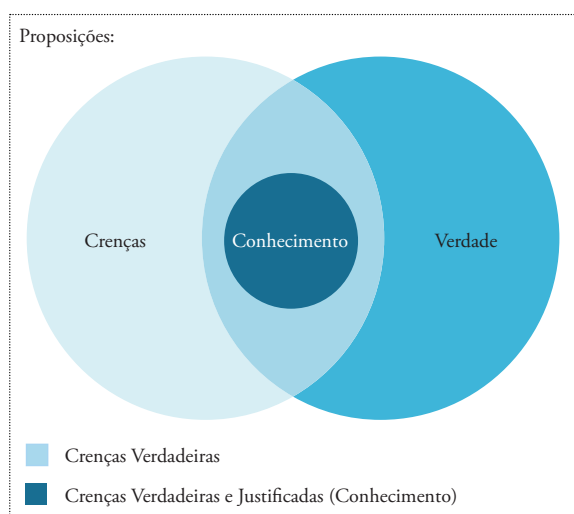 Proposições:
Crenças
Conhecimento
Verdade
Crenças Verdadeiras
Crenças Verdadeiras e Justificadas (Conhecimento)